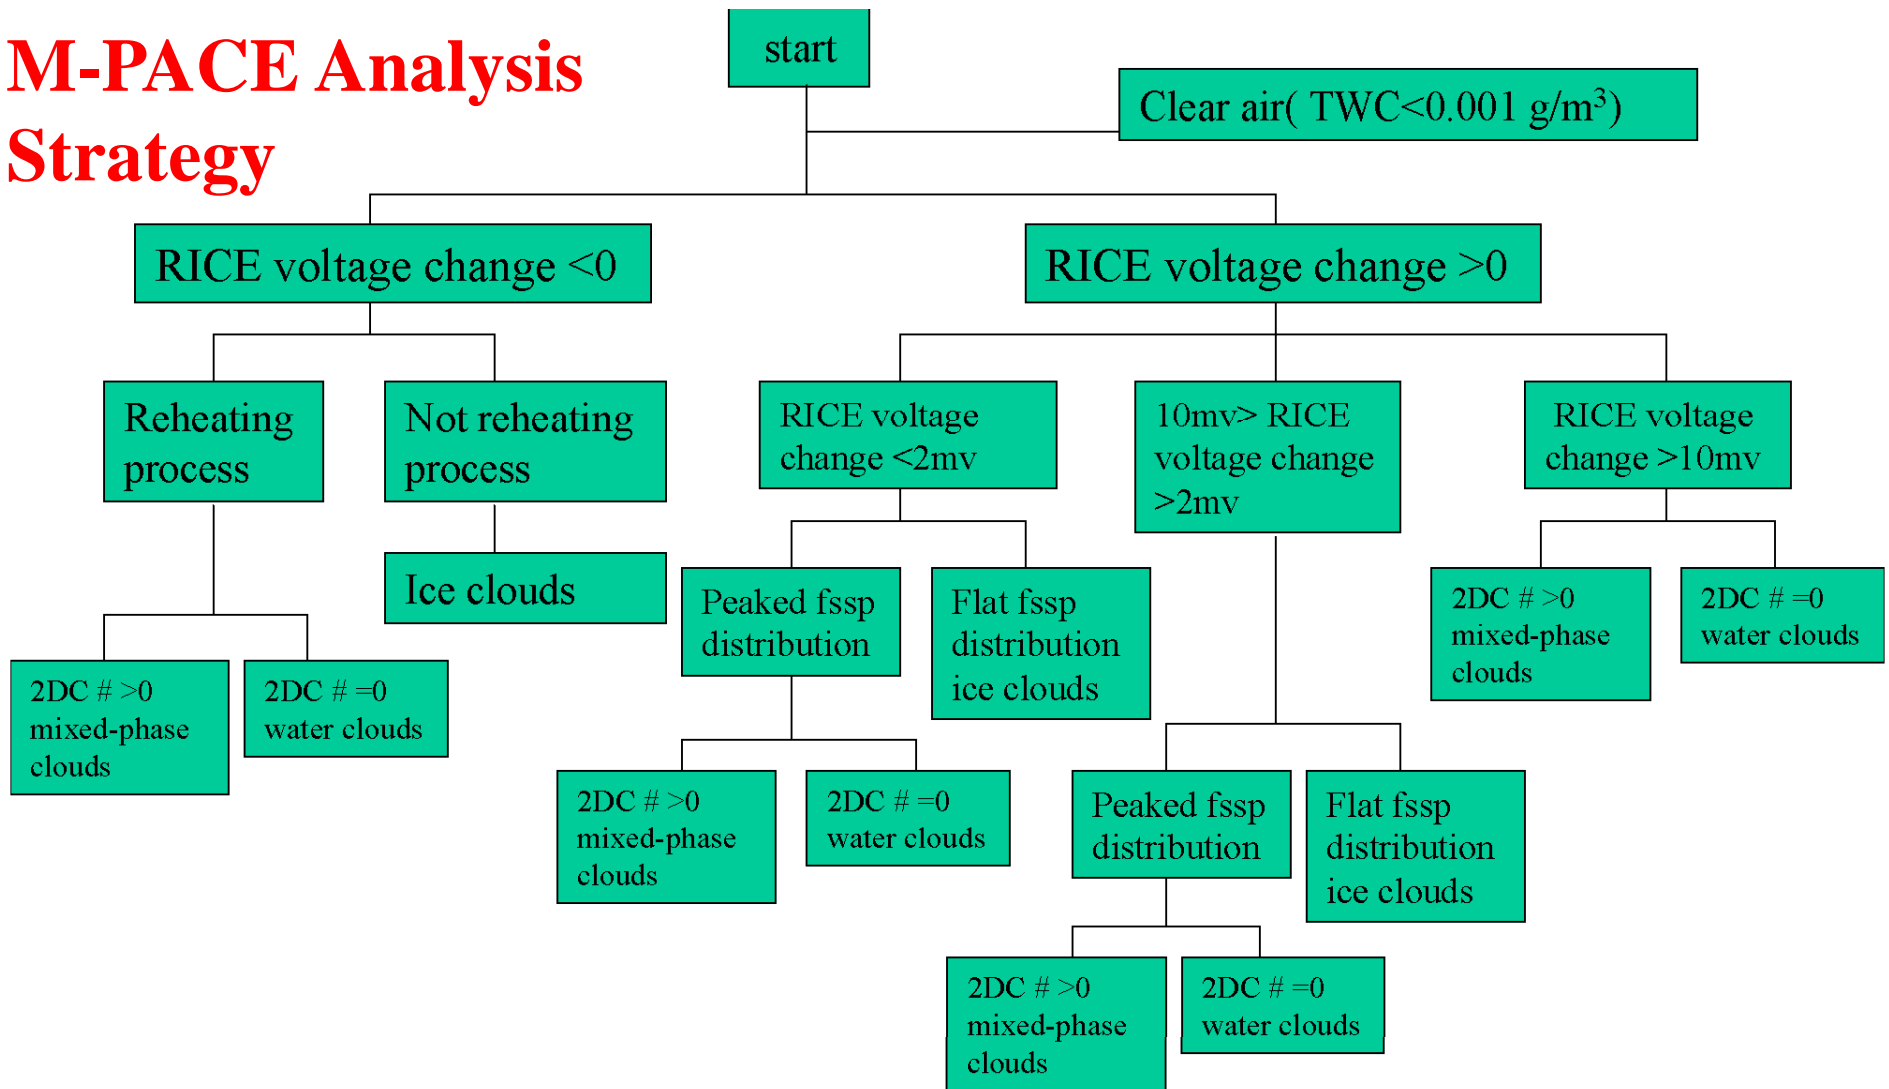 M-PACE Analysis
Strategy
start
Clear air( TWC<0.001 g/m³)
RICE voltage change <0
RICE voltage change >0
Reheating
process
Not reheating
process
RICE voltage
change <2mv
10mv> RICE
voltage change
>2mv
RICE voltage
change >10mv
Ice clouds
Peaked fssp
distribution
Flat fssp
distribution
ice clouds
2DC # >0
mixed-phase
clouds
2DC # =0
water clouds
2DC # >0
mixed-phase
clouds
2DC # =0
water clouds
2DC # >0
mixed-phase
clouds
2DC # =0
water clouds
Peaked fssp
distribution
Flat fssp
distribution
ice clouds
2DC # >0
mixed-phase
clouds
2DC # =0
water clouds